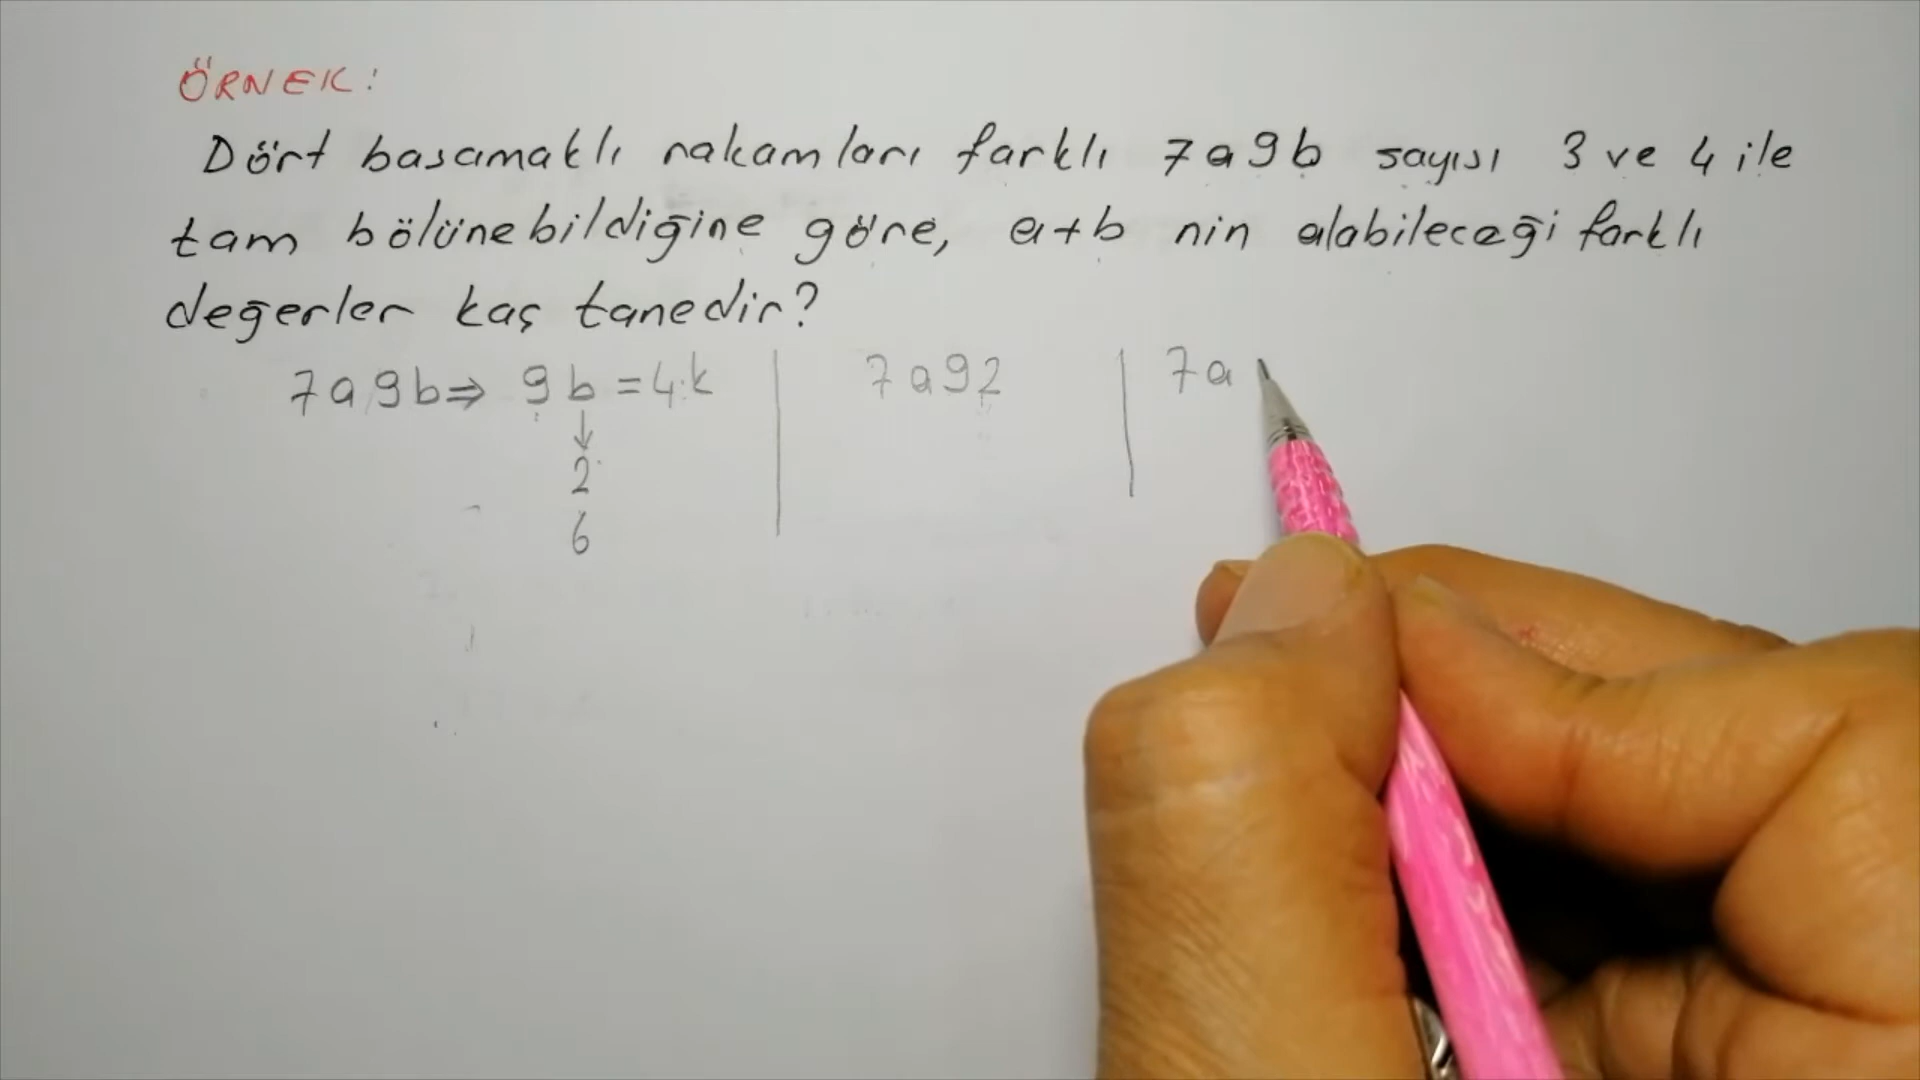 ÖRNEK:
Dört basamaklı rakamları farklı 7a9b sayısı 3 ve 4 ile
tam bölünebildiğine göre, a+b nin alabileceği farklı
değerler kaç tanedir?
7a9b⇒ 9b = 4.k
↓
2
6
7a92
7a